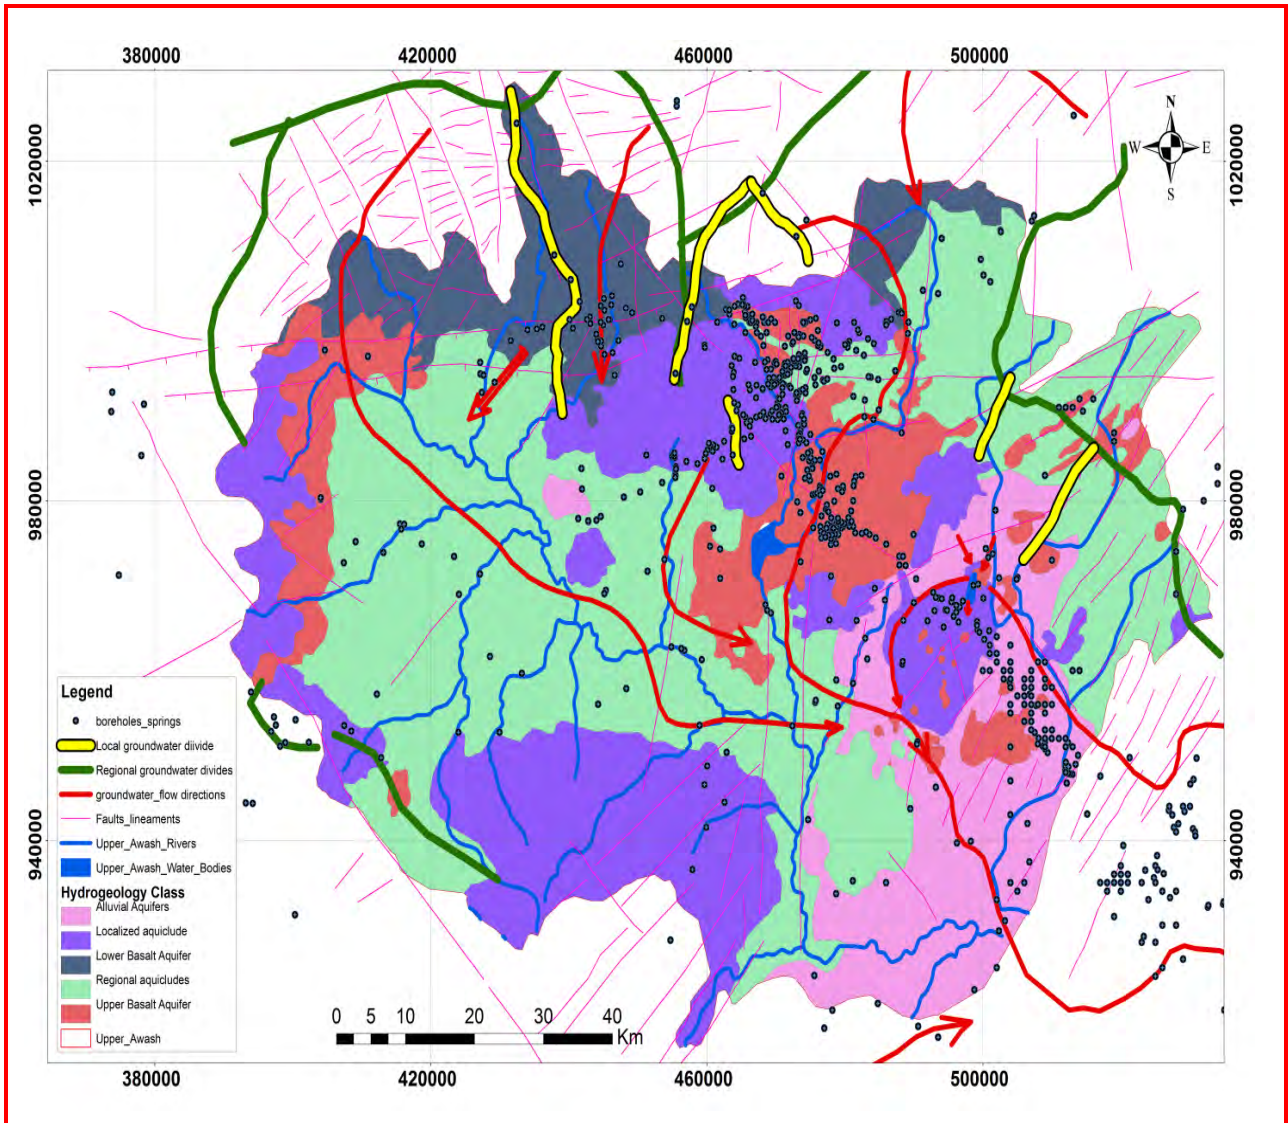 380000 420000 460000 500000
1020000
1020000
N
W E
S
980000
980000
940000
940000
Legend
boreholes_springs
Local groundwater diivide
Regional groundwater divides
groundwater_flow directions
Faults_lineaments
Upper_Awash_Rivers
Upper_Awash_Water_Bodies
Hydrogeology Class
Alluvial Aquifers
Localized aquiclude
Lower Basalt Aquifer
Regional aquicludes
Upper Basalt Aquifer
Upper_Awash
0 5 10 20 30 40
Km
380000 420000 460000 500000